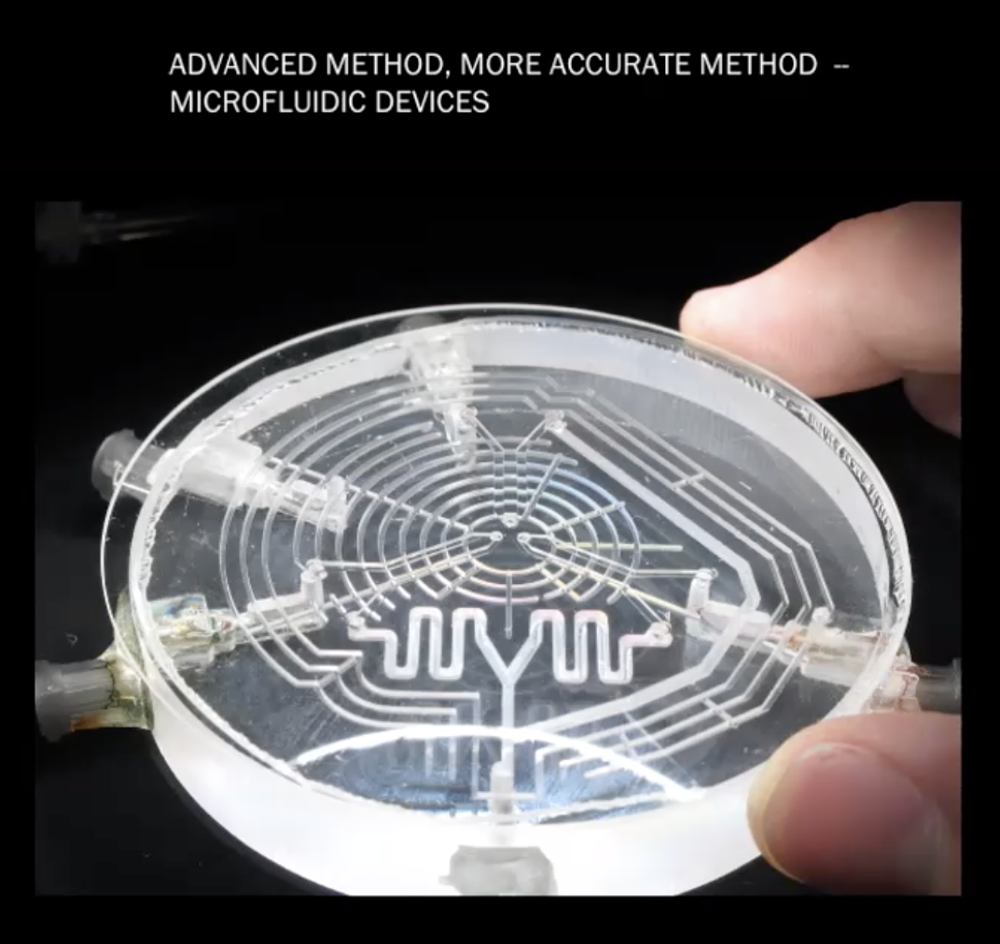 ADVANCED METHOD, MORE ACCURATE METHOD --
MICROFLUIDIC DEVICES